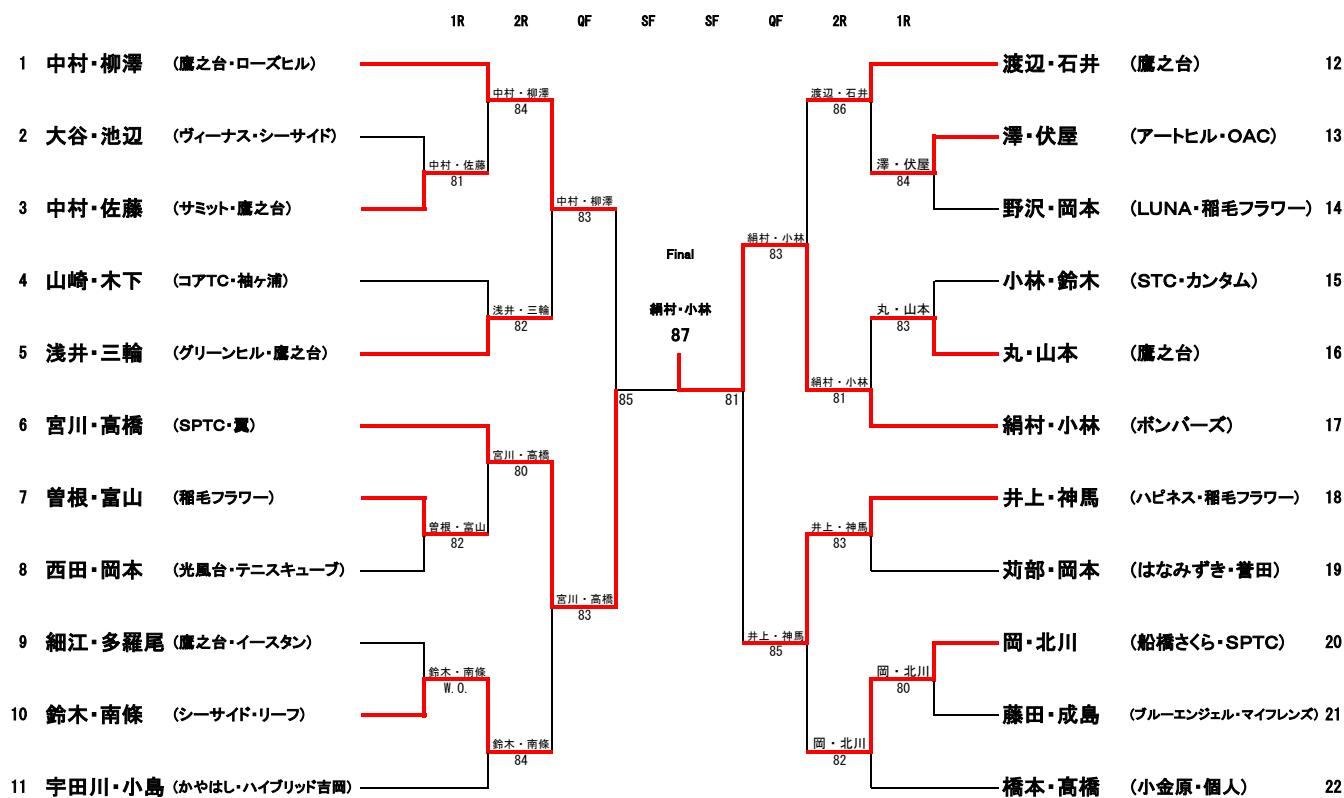 1R 2R QF SF SF QF 2R 1R
1 中村・柳澤 (鷹之台・ローズヒル)
渡辺・石井 (鷹之台) 12
中村・柳澤
84
渡辺・石井
86
2 大谷・池辺 (ヴィーナス・シーサイド)
澤・伏屋 (アートヒル・OAC) 13
中村・佐藤
81
澤・伏屋
84
3 中村・佐藤 (サミット・鷹之台)
野沢・岡本 (LUNA・稲毛フラワー) 14
中村・柳澤
83
絹村・小林
83
Final
4 山崎・木下 (コアTC・袖ヶ浦)
小林・鈴木 (STC・カンタム) 15
浅井・三輪
82
絹村・小林
87
丸・山本
83
5 浅井・三輪 (グリーンヒル・鷹之台)
丸・山本 (鷹之台) 16
85
81
絹村・小林
81
6 宮川・高橋 (SPTC・翼)
絹村・小林 (ボンバーズ) 17
宮川・高橋
80
7 曽根・富山 (稲毛フラワー)
井上・神馬 (ハピネス・稲毛フラワー) 18
曽根・富山
82
井上・神馬
83
8 西田・岡本 (光風台・テニスキューブ)
苅部・岡本 (はなみずき・誉田) 19
宮川・高橋
83
井上・神馬
85
9 細江・多羅尾 (鷹之台・イースタン)
岡・北川 (船橋さくら・SPTC) 20
鈴木・南條
W.O.
岡・北川
80
10 鈴木・南條 (シーサイド・リーフ)
藤田・成島 (ブルーエンジェル・マイフレンズ) 21
鈴木・南條
84
岡・北川
82
11 宇田川・小島 (かやはし・ハイブリッド吉岡)
橋本・高橋 (小金原・個人) 22